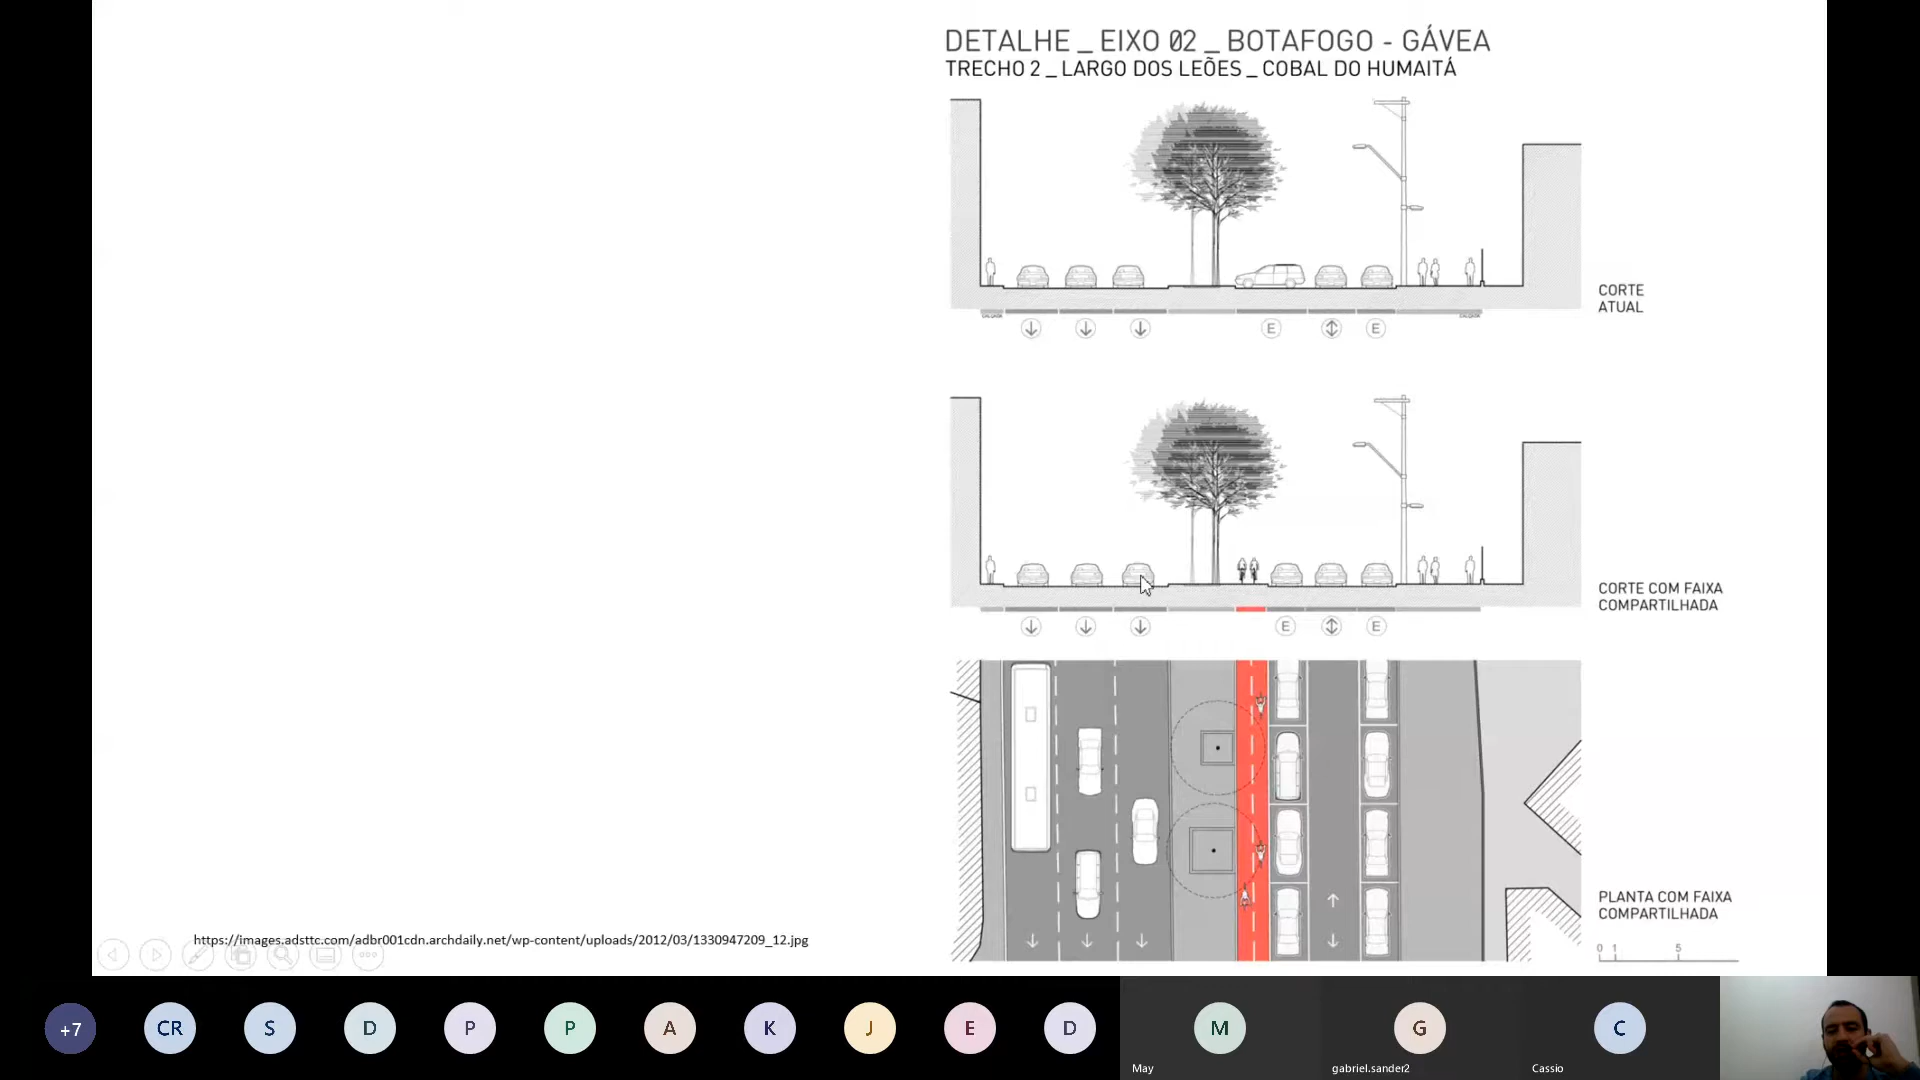 DETALHE _ EIXO 02 _ BOTAFOGO - GÁVEA
TRECHO 2 _ LARGO DOS LEÕES _ COBAL DO HUMAITÁ
CORTE
ATUAL
CALÇADA
CALÇADA
E
E
CORTE COM FAIXA
COMPARTILHADA
E
E
PLANTA COM FAIXA
COMPARTILHADA
0 1 5
https://images.adsttc.com/adbr001cdn.archdaily.net/wp-content/uploads/2012/03/1330947209_12.jpg
+7
CR
S
D
P
P
A
K
J
E
D
M
G
C
May
gabriel.sander2
Cassio